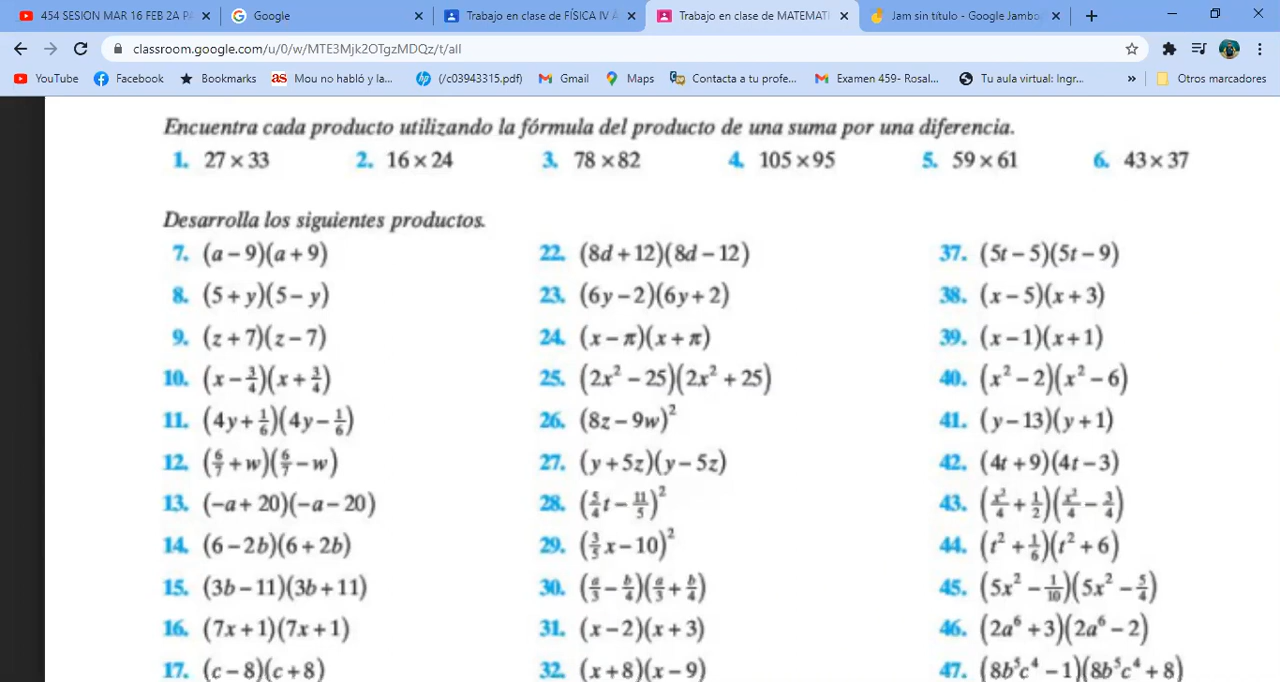 454 SESION MAR 16 FEB 2A PA
Google
Trabajo en clase de FÍSICA IV
Trabajo en clase de MATEMATI
Jam sin título - Google Jambo
classroom.google.com/u/0/w/MTE3Mjk2OTgzMDQz/t/all
YouTube Facebook Bookmarks as Mou no habló y la... hp (/c03943315.pdf) Gmail Maps Contacta a tu profe... Examen 459- Rosal... Tu aula virtual: Ingr... » Otros marcadores
Encuentra cada producto utilizando la fórmula del producto de una suma por una diferencia.
1. 27 × 33 2. 16 × 24 3. 78 × 82 4. 105 × 95 5. 59 × 61 6. 43 × 37
Desarrolla los siguientes productos.
7. (a – 9)(a + 9)
8. (5 + y)(5 – y)
9. (z + 7)(z – 7)
10. (x – 3/4)(x + 3/4)
11. (4y + 1/6)(4y – 1/6)
12. (6/7 + w)(6/7 – w)
13. (–a + 20)(–a – 20)
14. (6 – 2b)(6 + 2b)
15. (3b – 11)(3b + 11)
16. (7x + 1)(7x + 1)
17. (c – 8)(c + 8)
22. (8d + 12)(8d – 12)
23. (6y – 2)(6y + 2)
24. (x – π)(x + π)
25. (2x² – 25)(2x² + 25)
26. (8z – 9w)²
27. (y + 5z)(y – 5z)
28. (5/4 t – 11/5)²
29. (3/5 x – 10)²
30. (a/3 – b/4)(a/3 + b/4)
31. (x – 2)(x + 3)
32. (x + 8)(x – 9)
37. (5t – 5)(5t – 9)
38. (x – 5)(x + 3)
39. (x – 1)(x + 1)
40. (x² – 2)(x² – 6)
41. (y – 13)(y + 1)
42. (4t + 9)(4t – 3)
43. (x²/4 + 1/2)(x²/4 – 3/4)
44. (t² + 1/6)(t² + 6)
45. (5x² – 1/10)(5x² – 5/4)
46. (2a⁶ + 3)(2a⁶ – 2)
47. (8b⁵c⁴ – 1)(8b⁵c⁴ + 8)